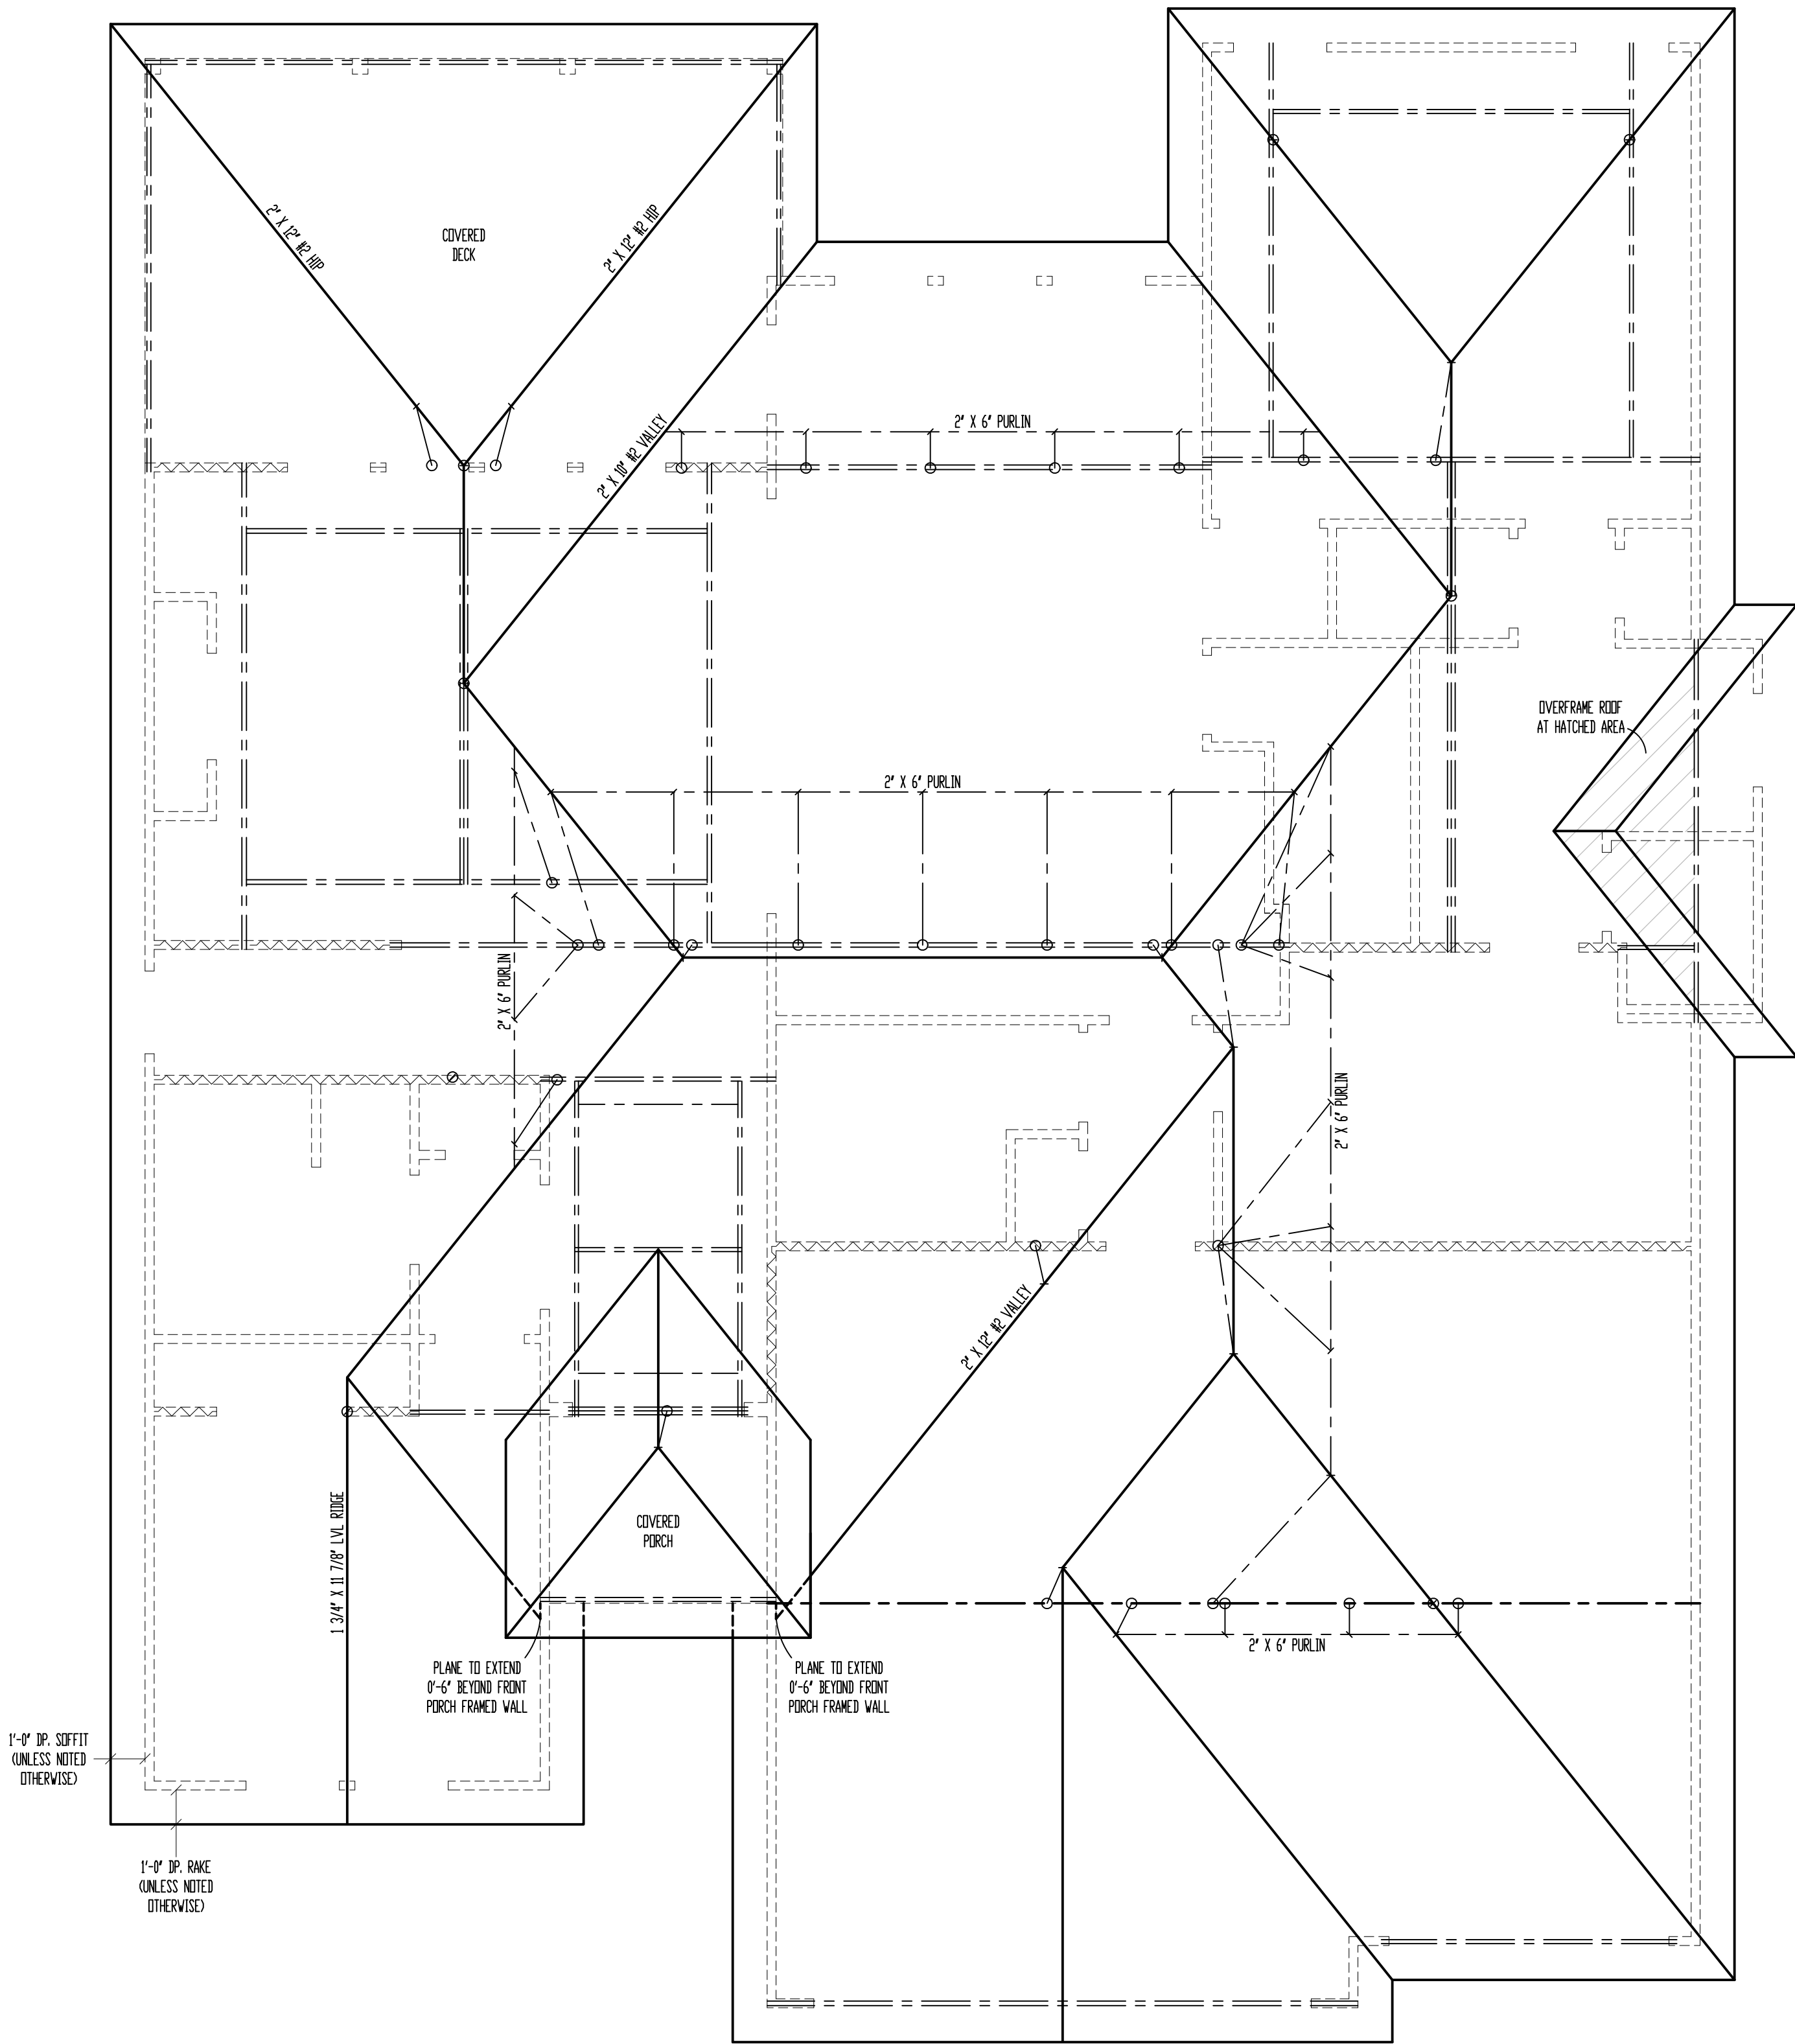 2" X 12" #2 HIP
COVERED
DECK
2" X 12" #2 HIP
2" X 10" #2 VALLEY
2" X 6" PURLIN
OVERFRAME ROOF
AT HATCHED AREA
2" X 6" PURLIN
2" X 6" PURLIN
2" X 6" PURLIN
2" X 12" #2 VALLEY
1 3/4" X 11 7/8" LVL RIDGE
COVERED
PORCH
2" X 6" PURLIN
PLANE TO EXTEND
0'-6" BEYOND FRONT
PORCH FRAMED WALL
PLANE TO EXTEND
0'-6" BEYOND FRONT
PORCH FRAMED WALL
1'-0" DP. SOFFIT
(UNLESS NOTED
OTHERWISE)
1'-0" DP. RAKE
(UNLESS NOTED
OTHERWISE)